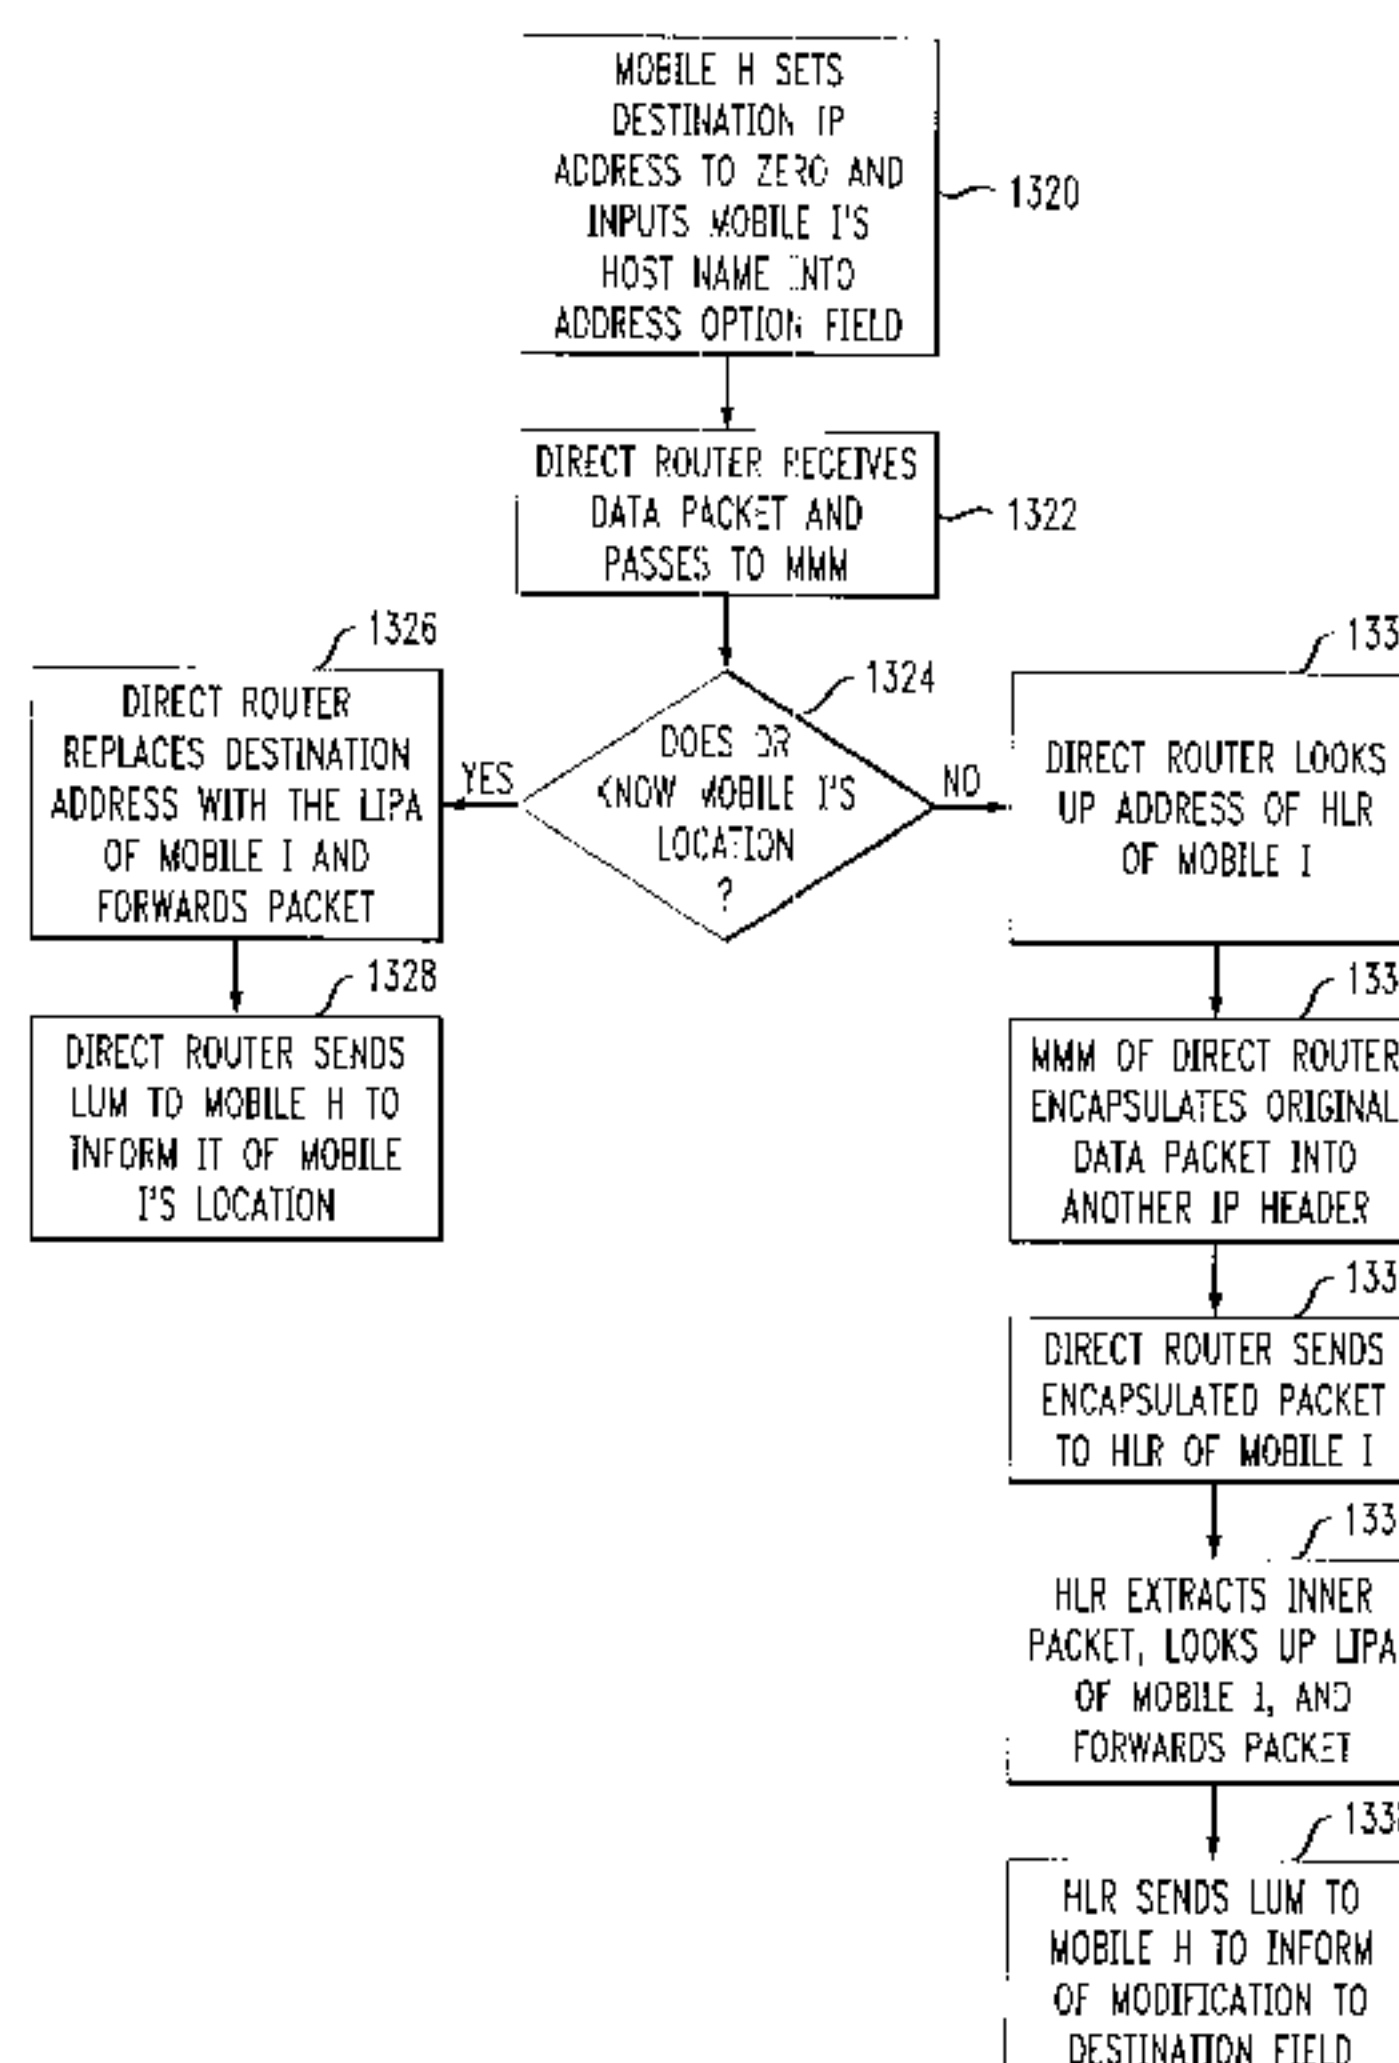 MOBILE H SETS
DESTINATION IP
ADDRESS TO ZERO AND
INPUTS MOBILE I'S
HOST NAME INTO
ADDRESS OPTION FIELD
1320
DIRECT ROUTER RECEIVES
DATA PACKET AND
PASSES TO MMM
1322
1324
DOES DR
KNOW MOBILE I'S
LOCATION
?
YES
NO
1326
DIRECT ROUTER
REPLACES DESTINATION
ADDRESS WITH THE LIPA
OF MOBILE I AND
FORWARDS PACKET
1328
DIRECT ROUTER SENDS
LUM TO MOBILE H TO
INFORM IT OF MOBILE
I'S LOCATION
133
DIRECT ROUTER LOOKS
UP ADDRESS OF HLR
OF MOBILE I
133
MMM OF DIRECT ROUTER
ENCAPSULATES ORIGINAL
DATA PACKET INTO
ANOTHER IP HEADER
133
DIRECT ROUTER SENDS
ENCAPSULATED PACKET
TO HLR OF MOBILE I
133
HLR EXTRACTS INNER
PACKET, LOOKS UP LIPA
OF MOBILE I, AND
FORWARDS PACKET
133
HLR SENDS LUM TO
MOBILE H TO INFORM
OF MODIFICATION TO
DESTINATION FIELD